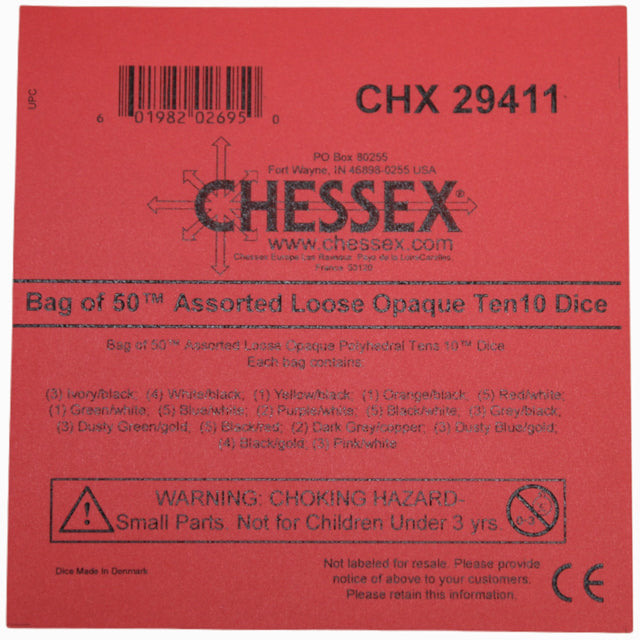 UPC
6 01982 02695 0
CHX 29411
PO Box 80255
Fort Wayne, IN 46898-0255 USA
CHESSEX®
www.chessex.com
Chessex European
Bag of 50™ Assorted Loose Opaque Ten10 Dice
Bag of 50™ Assorted Loose Opaque Polyhedral Tens 10™ Dice
Each bag contains:
(3) Ivory/black; (4) White/black; (1) Yellow/black; (1) Orange/black; (5) Red/white;
(1) Green/white; (5) Blue/white; Purple/white; Black/white; Grey/black;
(3) Dusty Green/gold; Black/red; (2) Dark Grey/copper; (3) Dusty Blue/gold;
(4) Black/gold; (3) Pink/white
WARNING: CHOKING HAZARD-
Small Parts Not for Children Under 3 yrs.
0-3
Dice Made In Denmark
Not labeled for resale. Please provide
notice of above to your customers.
Please retain this information.
CE